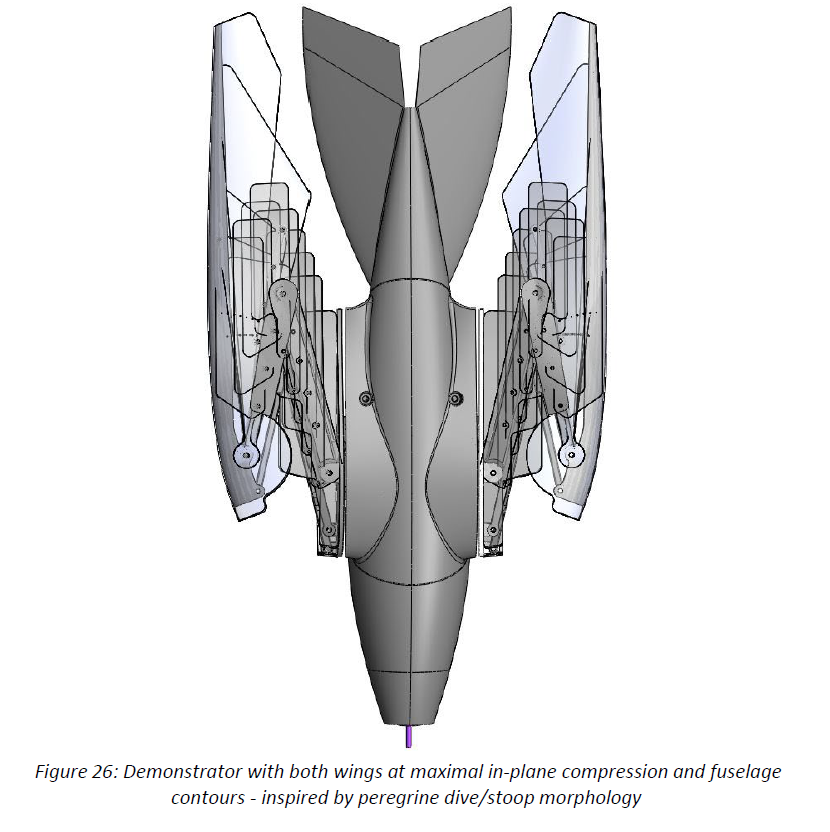 Figure 26: Demonstrator with both wings at maximal in-plane compression and fuselage
contours - inspired by peregrine dive/stoop morphology